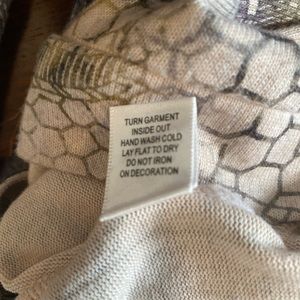 TURN GARMENT
INSIDE OUT
HAND WASH COLD
LAY FLAT TO DRY
DO NOT IRON
ON DECORATION